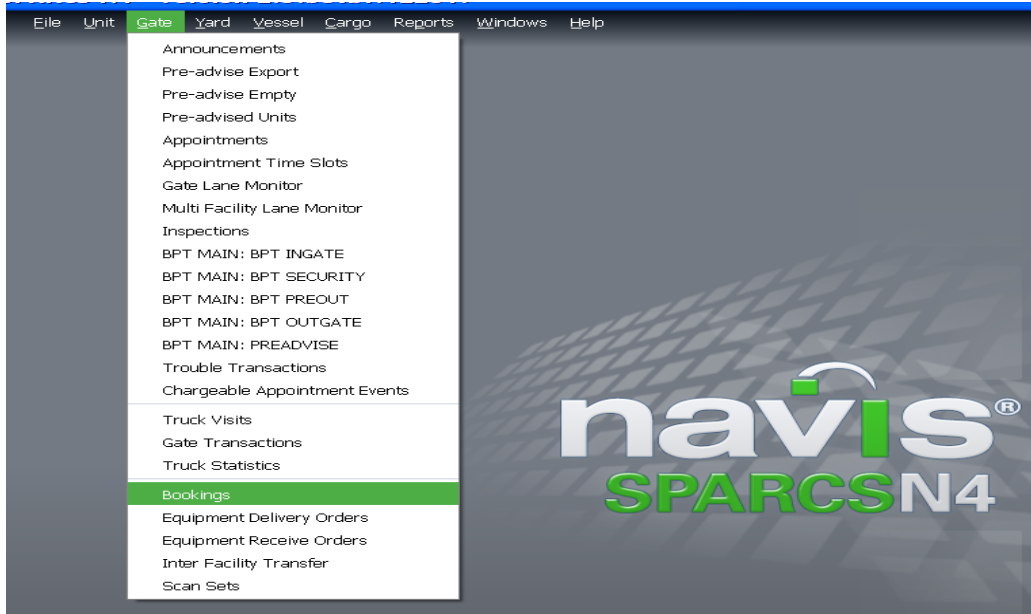 File Unit Gate Yard Vessel Cargo Reports Windows Help
Announcements
Pre-advise Export
Pre-advise Empty
Pre-advised Units
Appointments
Appointment Time Slots
Gate Lane Monitor
Multi Facility Lane Monitor
Inspections
BPT MAIN: BPT INGATE
BPT MAIN: BPT SECURITY
BPT MAIN: BPT PREOUT
BPT MAIN: BPT OUTGATE
BPT MAIN: PREADVISE
Trouble Transactions
Chargeable Appointment Events
Truck Visits
Gate Transactions
Truck Statistics
Bookings
Equipment Delivery Orders
Equipment Receive Orders
Inter Facility Transfer
Scan Sets
navis®
SPARCSN4